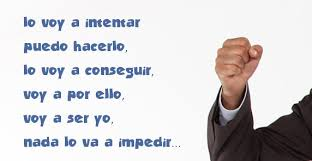 lo voy a intentar
puedo hacerlo,
lo voy a conseguir,
voy a por ello,
voy a ser yo,
nada lo va a impedir...